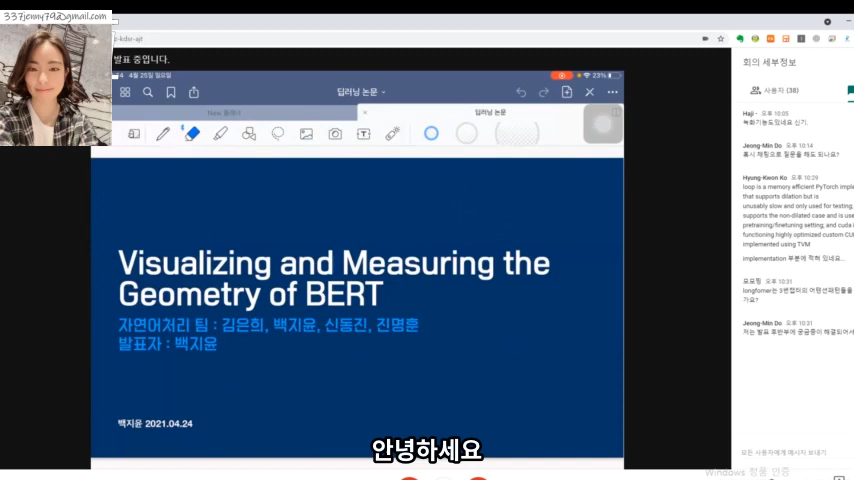 337jenny79@gmail.com
발표 중입니다.
4월 25일 일요일
23%
딥러닝 논문
딥러닝 논문
Visualizing and Measuring the
Geometry of BERT
자연어처리 팀 : 김은희, 백지윤, 신동진, 진명훈
발표자 : 백지윤
백지윤 2021.04.24
안녕하세요
회의 세부정보
사용자 (38)
Haji - 오후 10:05
녹화기능도있네요 신기.
Jeong-Min Do 오후 10:14
혹시 채팅으로 질문을 해도 되나요?
Hyung-Kwon Ko 오후 10:29
loop is a memory efficient PyTorch imple
that supports dilation but is
unusably slow and only used for testing;
supports the non-dilated case and is use
pretraining/finetuning setting; and cuda i
functioning highly optimized custom CU
implemented using TVM
implementation 부분에 적혀 있네요...
오후 10:31
longfomer는 3번챕터의 어텐션패턴들을
가요?
Jeong-Min Do 오후 10:31
저는 발표 후반부에 궁금증이 해결되어서
모든 사용자에게 메시지 보내기
Windows 정품 인증